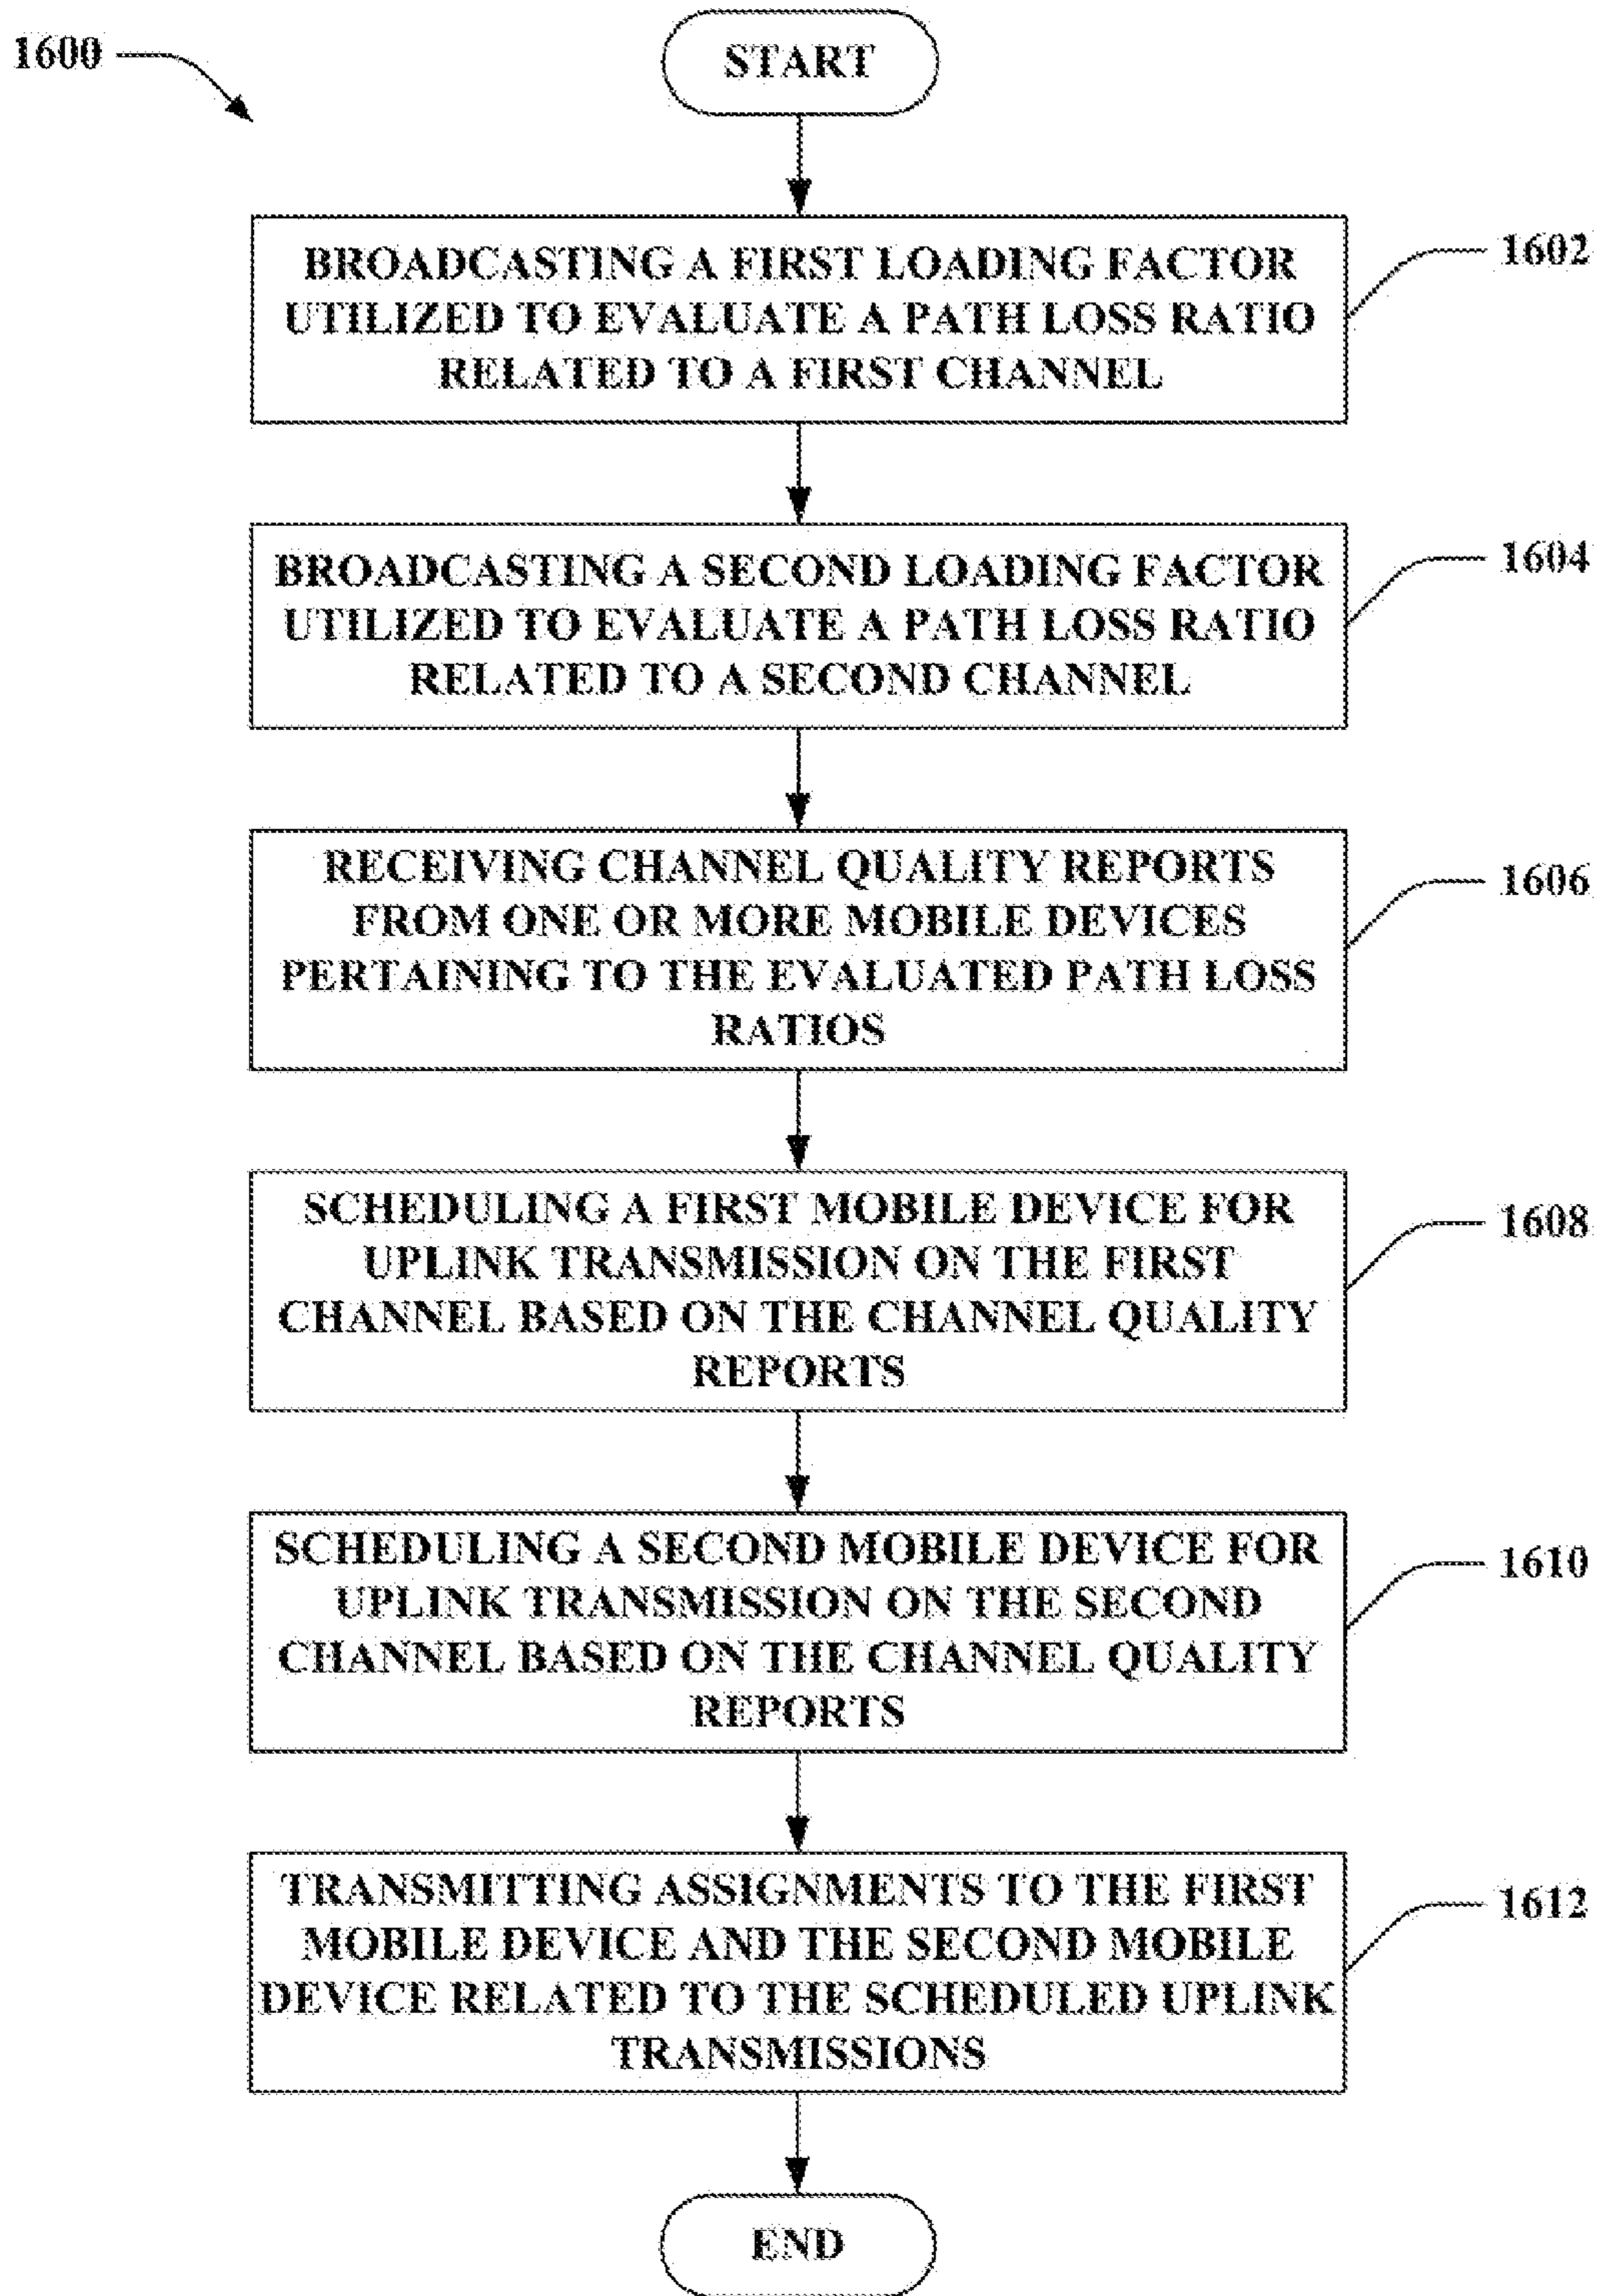 1600
START
BROADCASTING A FIRST LOADING FACTOR
UTILIZED TO EVALUATE A PATH LOSS RATIO
RELATED TO A FIRST CHANNEL
1602
BROADCASTING A SECOND LOADING FACTOR
UTILIZED TO EVALUATE A PATH LOSS RATIO
RELATED TO A SECOND CHANNEL
1604
RECEIVING CHANNEL QUALITY REPORTS
FROM ONE OR MORE MOBILE DEVICES
PERTAINING TO THE EVALUATED PATH LOSS
RATIOS
1606
SCHEDULING A FIRST MOBILE DEVICE FOR
UPLINK TRANSMISSION ON THE FIRST
CHANNEL BASED ON THE CHANNEL QUALITY
REPORTS
1608
SCHEDULING A SECOND MOBILE DEVICE FOR
UPLINK TRANSMISSION ON THE SECOND
CHANNEL BASED ON THE CHANNEL QUALITY
REPORTS
1610
TRANSMITTING ASSIGNMENTS TO THE FIRST
MOBILE DEVICE AND THE SECOND MOBILE
DEVICE RELATED TO THE SCHEDULED UPLINK
TRANSMISSIONS
1612
END